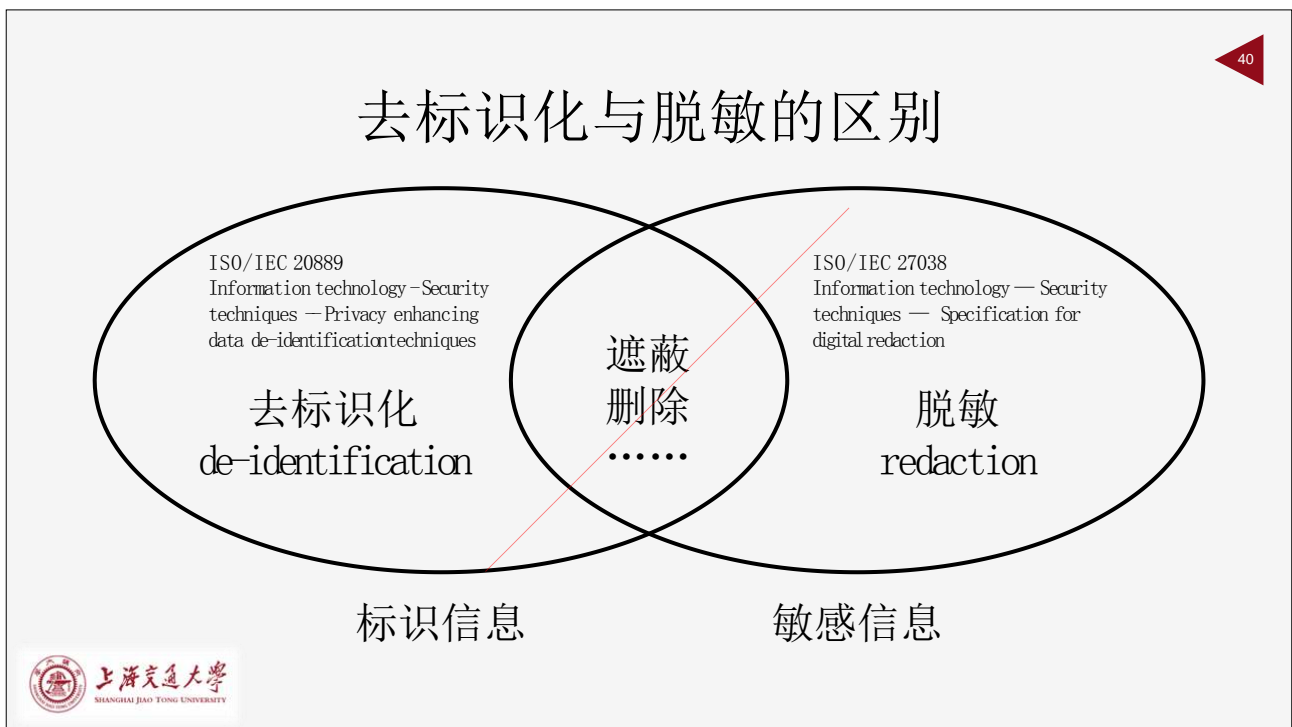 40
去标识化与脱敏的区别
ISO/IEC 20889
Information technology – Security
techniques — Privacy enhancing
data de-identificationtechniques
去标识化
de-identification
遮蔽
删除
……
ISO/IEC 27038
Information technology — Security
techniques — Specification for
digital redaction
脱敏
redaction
标识信息
敏感信息
上海交通大學
SHANGHAI JIAO TONG UNIVERSITY